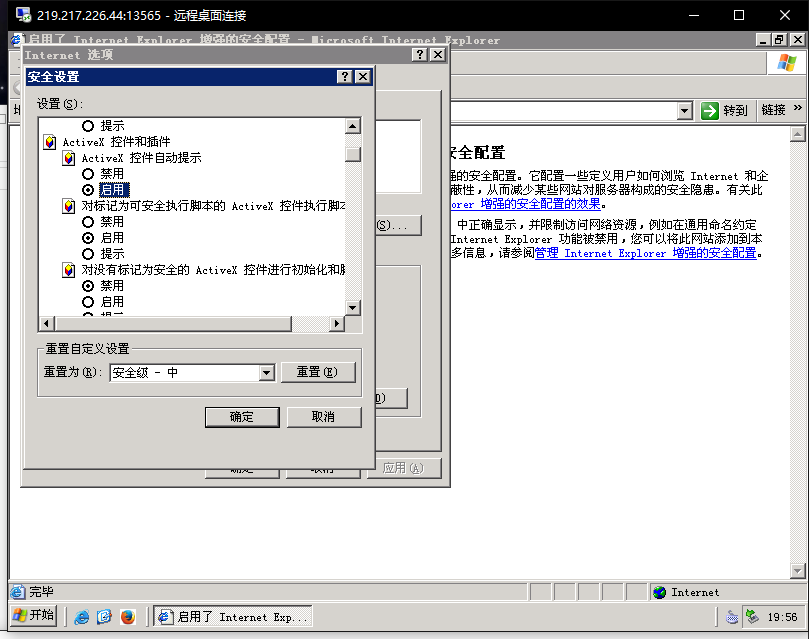 219.217.226.44:13565 - 远程桌面连接
启用了 Internet Explorer 增强的安全配置 - Microsoft Internet Explorer
Internet 选项
安全设置
设置(S):
提示
ActiveX 控件和插件
ActiveX 控件自动提示
禁用
启用
对标记为可安全执行脚本的 ActiveX 控件执行脚本
禁用
启用
提示
对没有标记为安全的 ActiveX 控件进行初始化和脚
禁用
启用
提示
重置自定义设置
重置为(R): 安全级 - 中 重置(E)
确定 取消
(S)...
确定 取消 应用(A)
转到 链接 »
安全配置
强的安全配置。它配置一些定义用户如何浏览 Internet 和企
蔽性，从而减少某些网站对服务器构成的安全隐患。有关此
orer 增强的安全配置的效果。
中正确显示，并限制访问网络资源，例如在通用命名约定
Internet Explorer 功能被禁用，您可以将此网站添加到本
多信息，请参阅管理 Internet Explorer 增强的安全配置。
完毕 Internet
开始 启用了 Internet Exp... 19:56